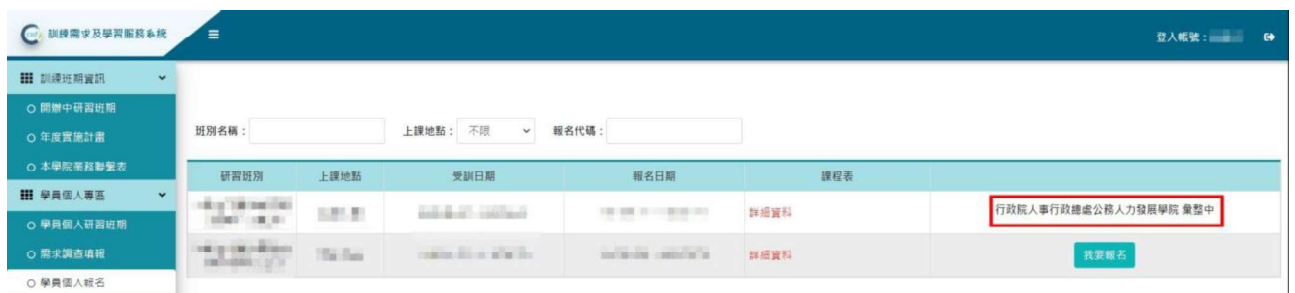 訓練需求及學習服務系統
登入帳號：
訓練班期資訊
開辦中研習班期
年度實施計畫
本學院業務聯繫表
學員個人專區
學員個人研習班期
需求調查填報
學員個人報名
班別名稱：
上課地點： 不限
報名代碼：
研習班別 上課地點 受訓日期 報名日期 課程表
詳細資料
行政院人事行政總處公務人力發展學院 彙整中
詳細資料
我要報名